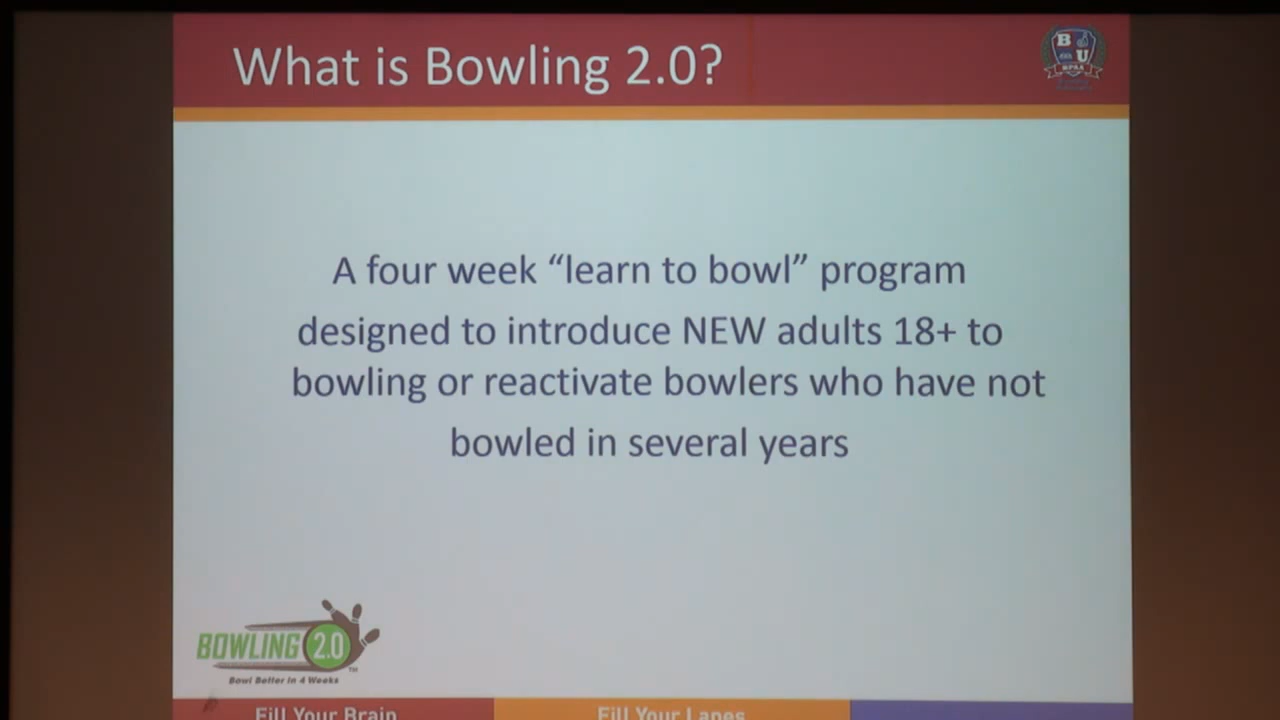 What is Bowling 2.0?
B
U
BPAA
A four week “learn to bowl” program
designed to introduce NEW adults 18+ to
bowling or reactivate bowlers who have not
bowled in several years
BOWLING 2.0
TM
Bowl Better in 4 Weeks
Fill Your Brain
Fill Your Lanes